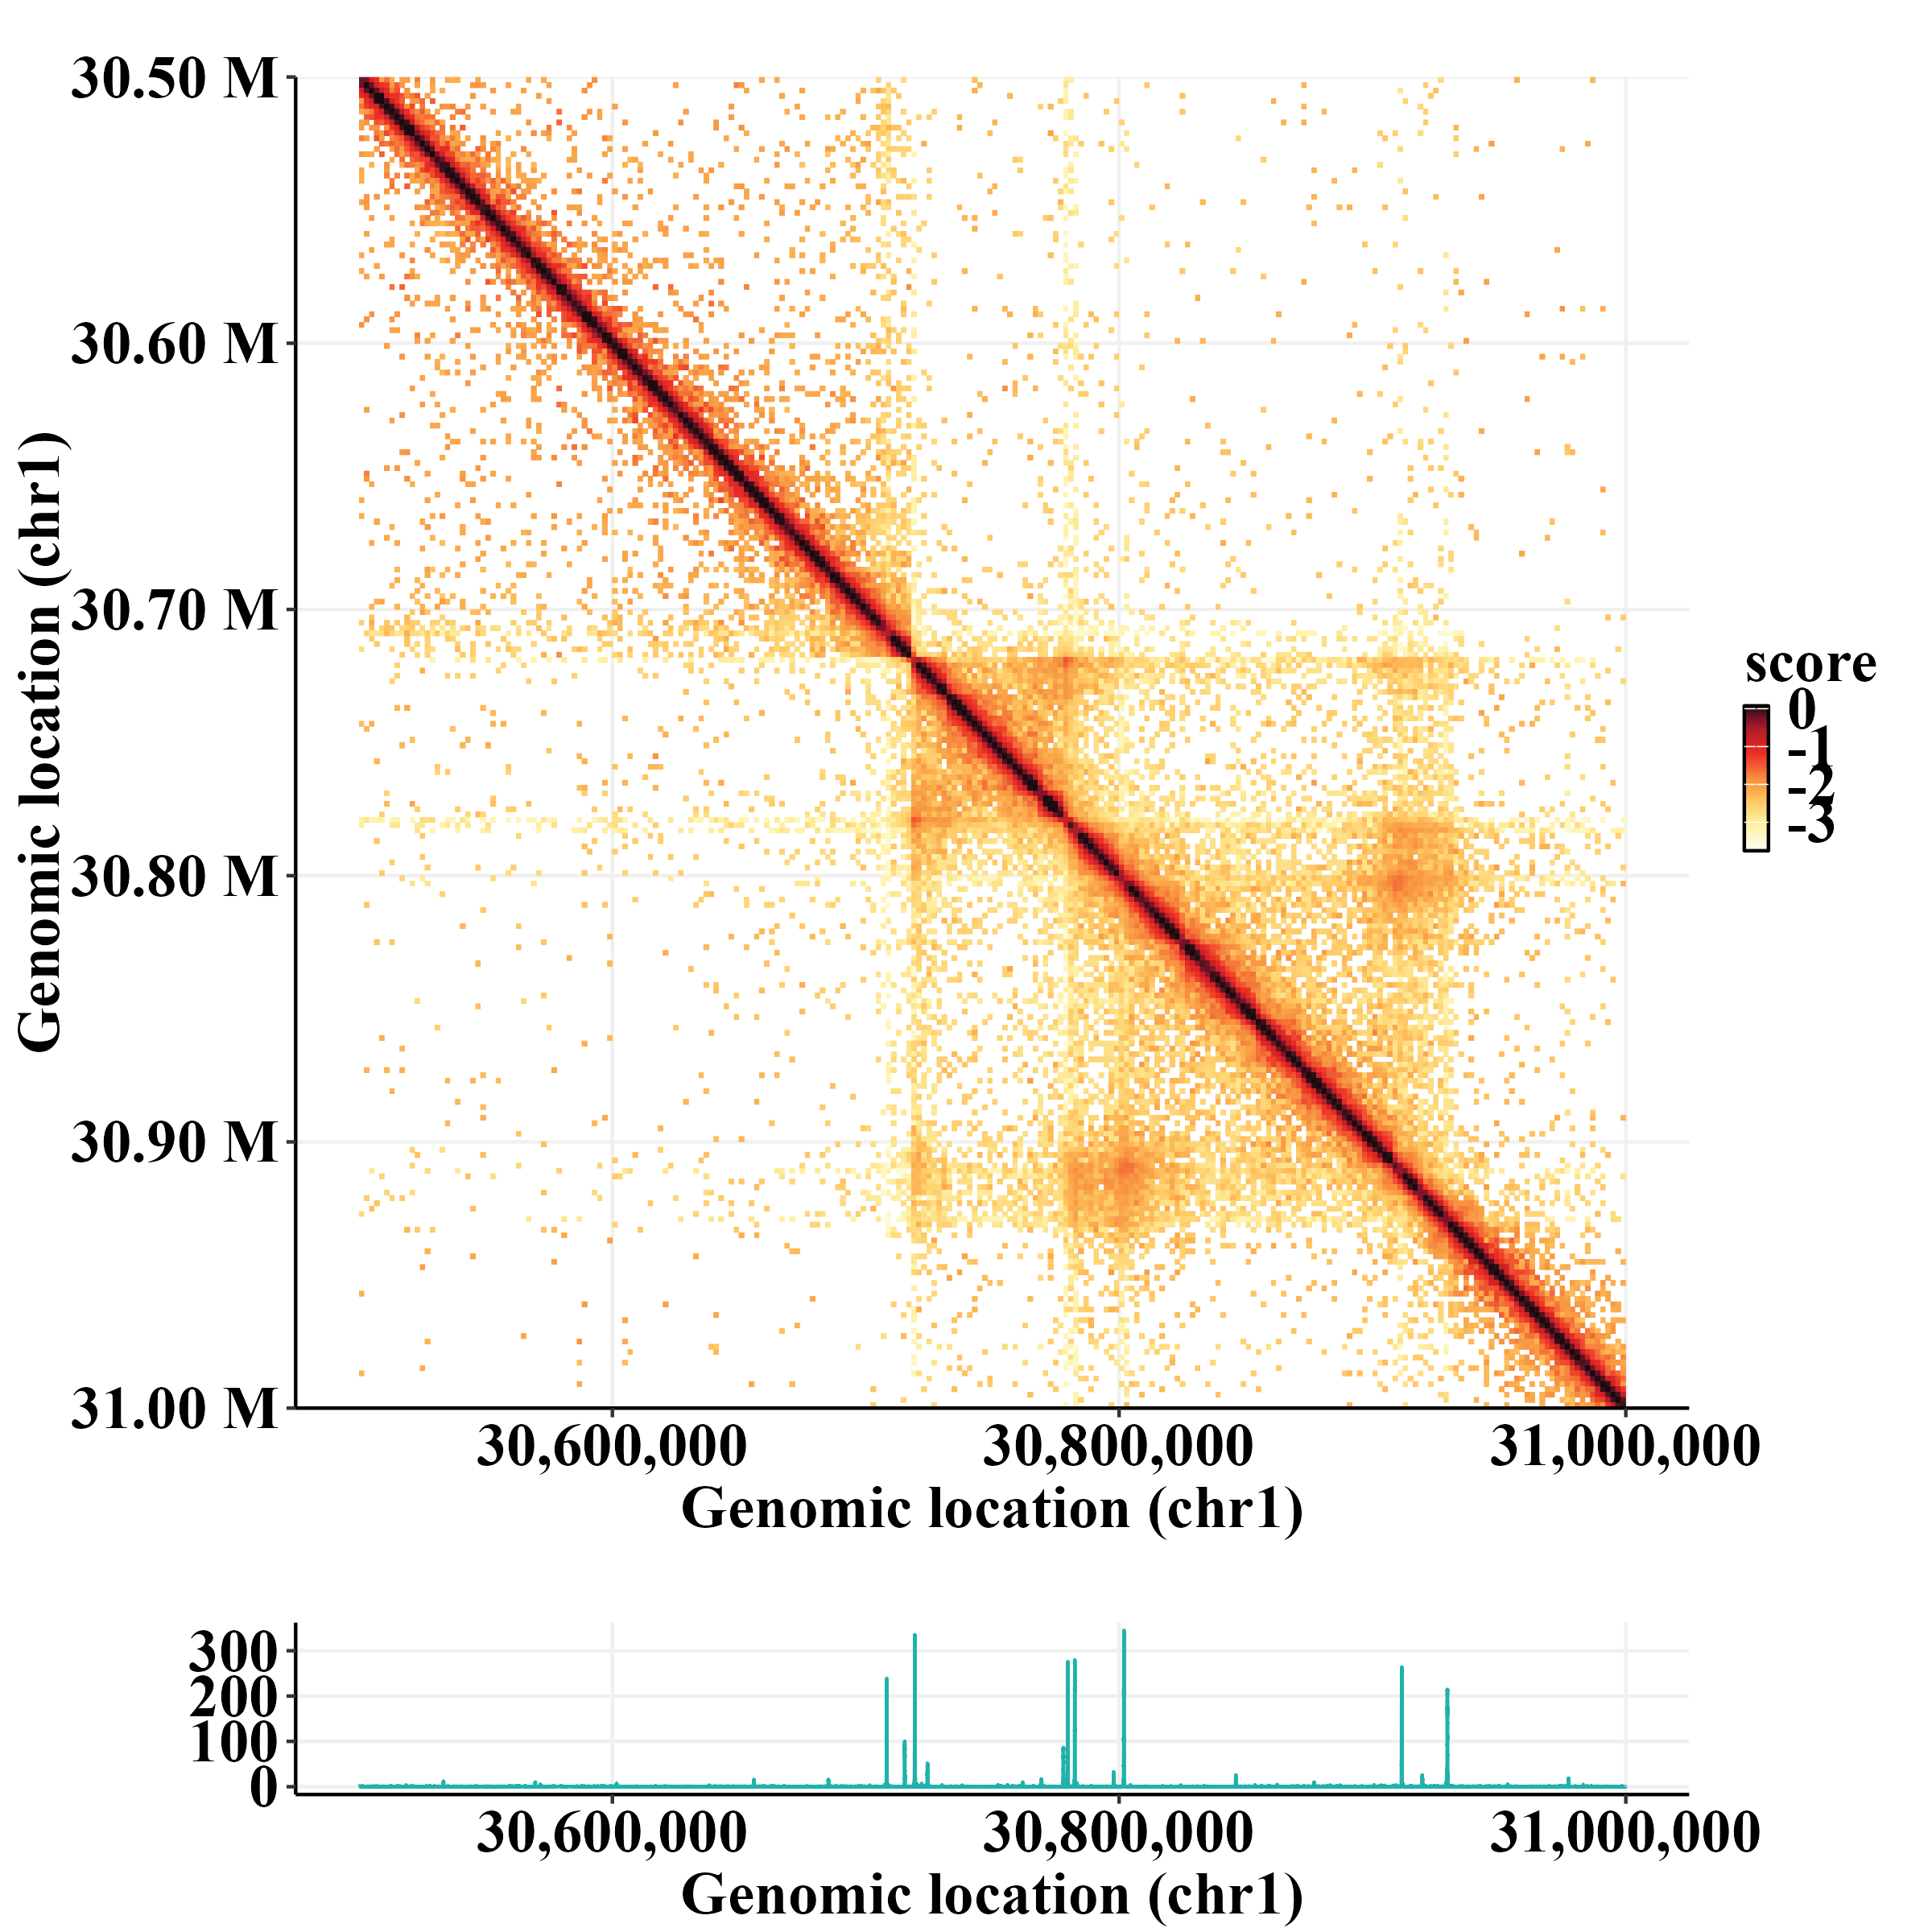 30.50 M
30.60 M
30.70 M
30.80 M
30.90 M
31.00 M
Genomic location (chr1)
30,600,000
30,800,000
31,000,000
Genomic location (chr1)
score
0
-1
-2
-3
300
200
100
0
30,600,000
30,800,000
31,000,000
Genomic location (chr1)